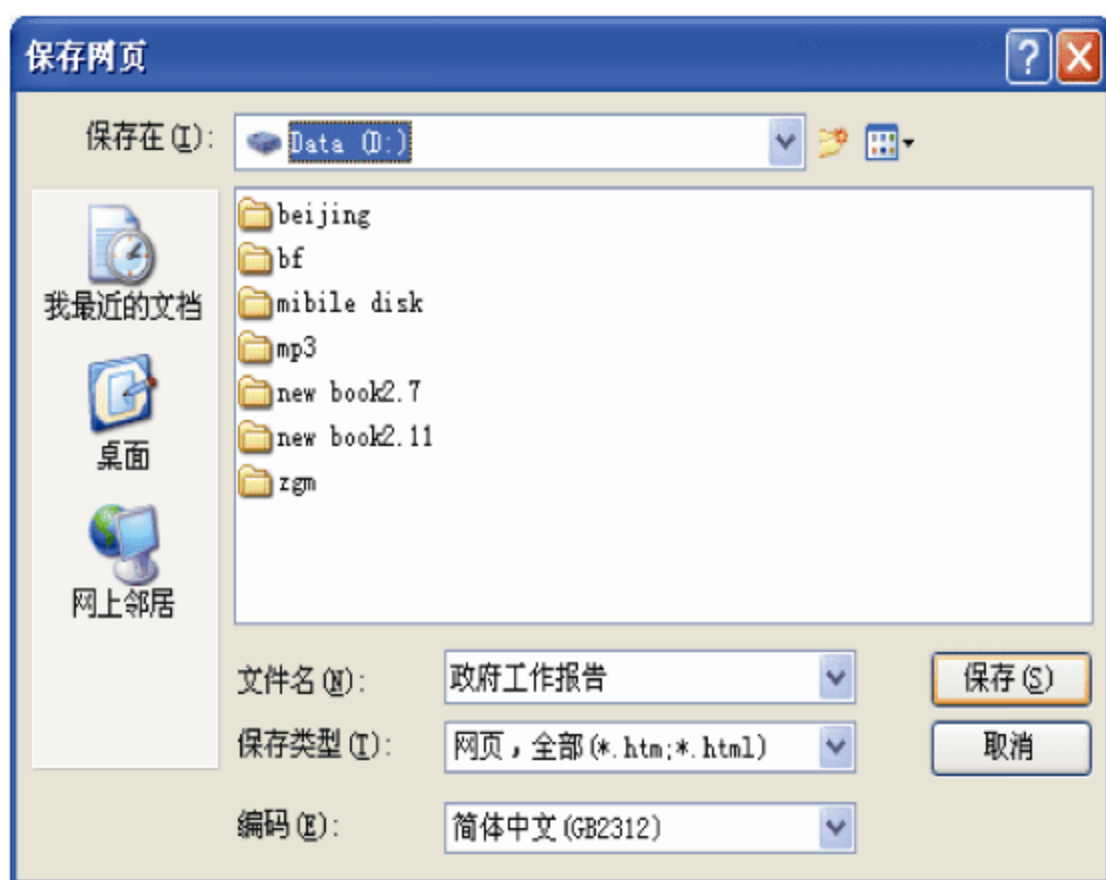 保存网页
保存在(I): Data (D:)
我最近的文档
桌面
网上邻居
beijing
bf
mibile disk
mp3
new book2.7
new book2.11
zgm
文件名(N): 政府工作报告 保存(S)
保存类型(T): 网页，全部(*.htm;*.html) 取消
编码(E): 简体中文(GB2312)